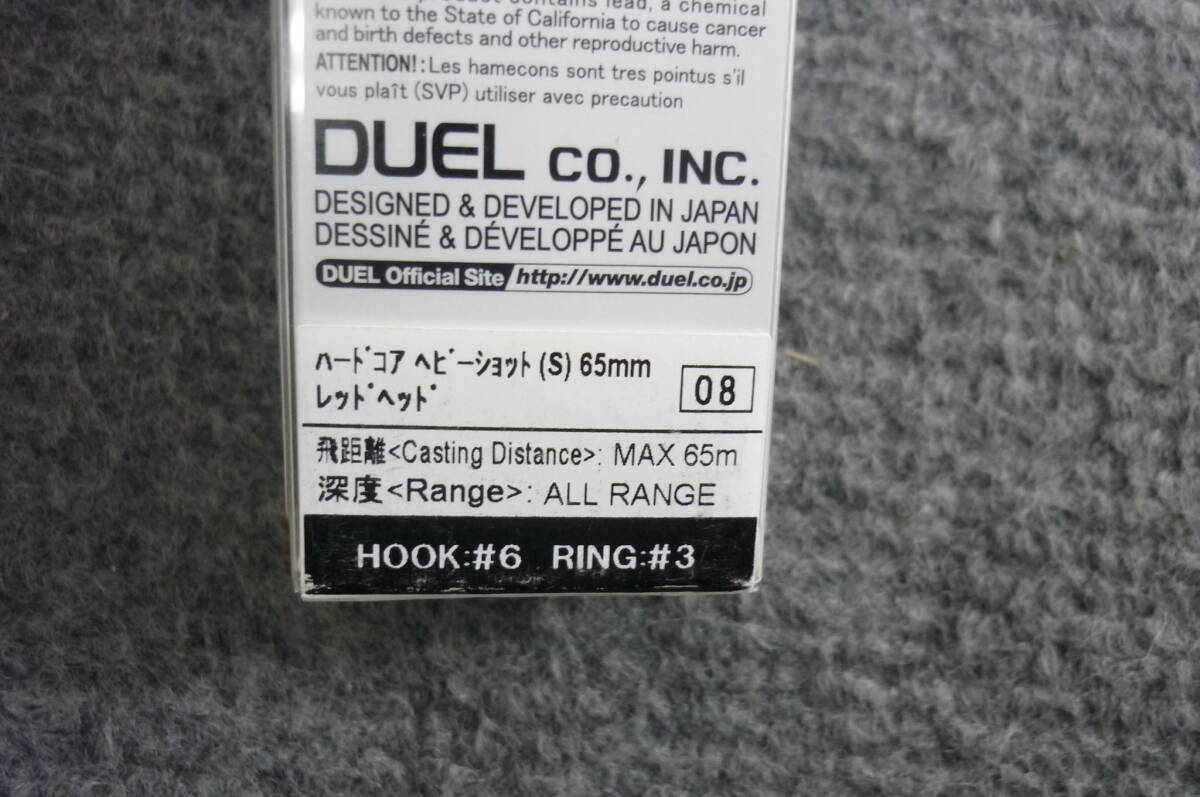 product contains lead, a chemical
known to the State of California to cause cancer
and birth defects and other reproductive harm.
ATTENTION!:Les hamecons sont tres pointus s'il
vous plaît (SVP) utiliser avec precaution
DUEL CO., INC.
DESIGNED & DEVELOPED IN JAPAN
DESSINÉ & DÉVELOPPÉ AU JAPON
DUEL Official Site http://www.duel.co.jp
ﾊｰﾄﾞｺｱ ﾍﾋﾞｰｼｮｯﾄ (S) 65mm
ﾚｯﾄﾞﾍｯﾄﾞ
08
飛距離<Casting Distance>: MAX 65m
深度<Range>: ALL RANGE
HOOK:#6 RING:#3